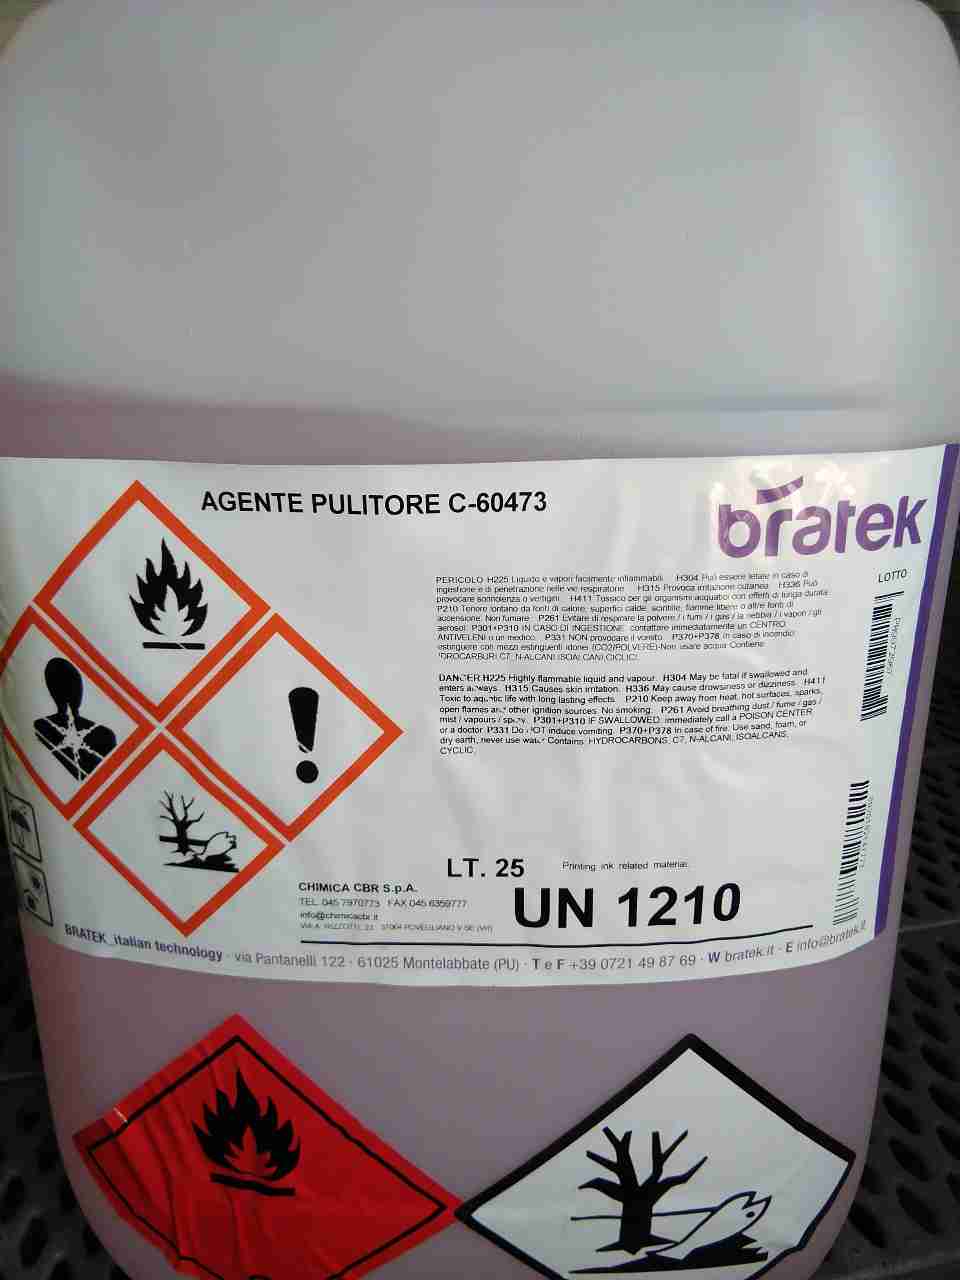 AGENTE PULITORE C-60473
bratek
LOTTO
PERICOLO H225 Liquido e vapori facilmente infiammabili. H304 Può essere letale in caso di
ingestione e di penetrazione nelle vie respiratorie. H315 Provoca irritazione cutanea. H336 Può
provocare sonnolenza o vertigini. H411 Tossico per gli organismi acquatici con effetti di lunga durata.
P210 Tenere lontano da fonti di calore, superfici calde, scintille, fiamme libere o altre fonti di
accensione. Non fumare. P261 Evitare di respirare la polvere / i fumi / i gas / la nebbia / i vapori / gli
aerosol. P301+P310 IN CASO DI INGESTIONE: contattare immediatamente un CENTRO
ANTIVELENI o un medico. P331 NON provocare il vomito. P370+P378 In caso di incendio:
estinguere con mezzi estinguenti idonei (CO2/POLVERE)-Non usare acqua Contiene:
IDROCARBURI C7, N-ALCANI ISOALCANI CICLICI.
DANGER H225 Highly flammable liquid and vapour. H304 May be fatal if swallowed and
enters airways. H315 Causes skin irritation. H336 May cause drowsiness or dizziness. H411
Toxic to aquatic life with long lasting effects. P210 Keep away from heat, hot surfaces, sparks,
open flames and other ignition sources. No smoking. P261 Avoid breathing dust / fume / gas /
mist / vapours / spray. P301+P310 IF SWALLOWED: immediately call a POISON CENTER
or a doctor. P331 Do NOT induce vomiting. P370+P378 In case of fire: Use sand, foam, or
dry earth, never use water Contains: HYDROCARBONS, C7, N-ALCANI, ISOALCANS,
CYCLIC.
LT. 25
Printing ink related material.
CHIMICA CBR S.p.A.
TEL. 045 7970773 FAX 045 6359777
info@chimicacbr.it
37064 POVEGLIANO V.SE (VR)
UN 1210
BRATEK_italian technology · via Pantanelli 122 · 61025 Montelabbate (PU) · T e F +39 0721 49 87 69 · W bratek.it · E info@bratek.it